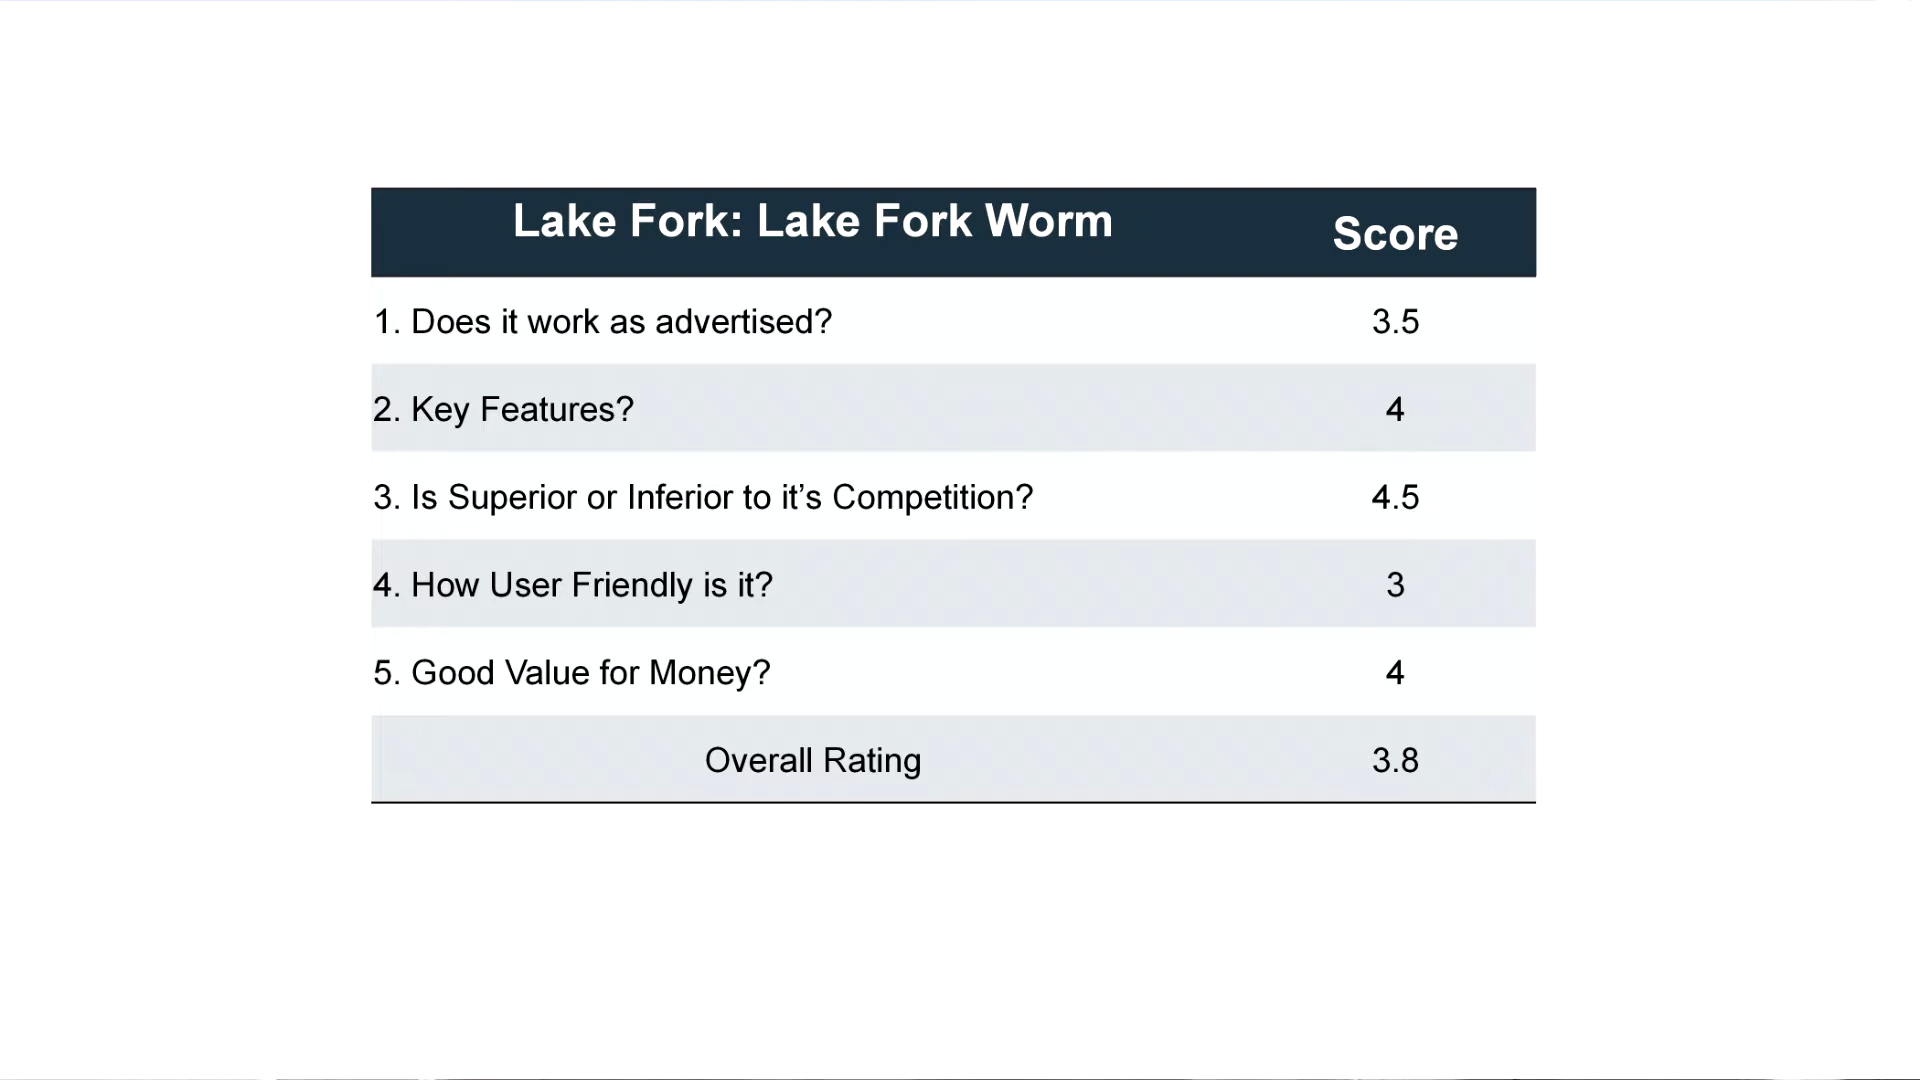 Lake Fork: Lake Fork Worm Score
1. Does it work as advertised? 3.5
2. Key Features? 4
3. Is Superior or Inferior to it’s Competition? 4.5
4. How User Friendly is it? 3
5. Good Value for Money? 4
Overall Rating 3.8